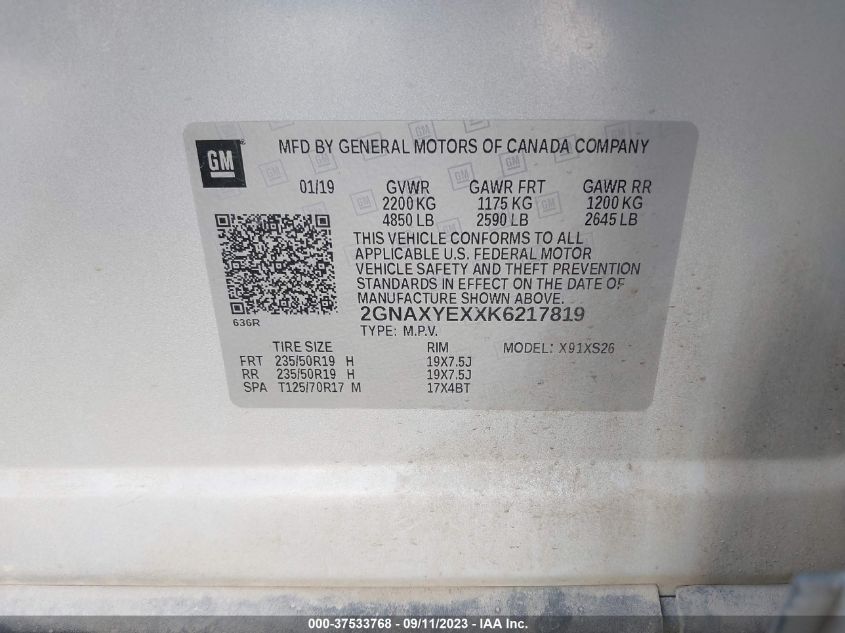 GM
MFD BY GENERAL MOTORS OF CANADA COMPANY
01/19 GVWR GAWR FRT GAWR RR
2200 KG 1175 KG 1200 KG
4850 LB 2590 LB 2645 LB
THIS VEHICLE CONFORMS TO ALL
APPLICABLE U.S. FEDERAL MOTOR
VEHICLE SAFETY AND THEFT PREVENTION
STANDARDS IN EFFECT ON THE DATE OF
MANUFACTURE SHOWN ABOVE.
2GNAXYEXXK6217819
636R
TYPE: M.P.V.
TIRE SIZE RIM MODEL: X91XS26
FRT 235/50R19 H 19X7.5J
RR 235/50R19 H 19X7.5J
SPA T125/70R17 M 17X4BT
000-37533768 - 09/11/2023 - IAA Inc.